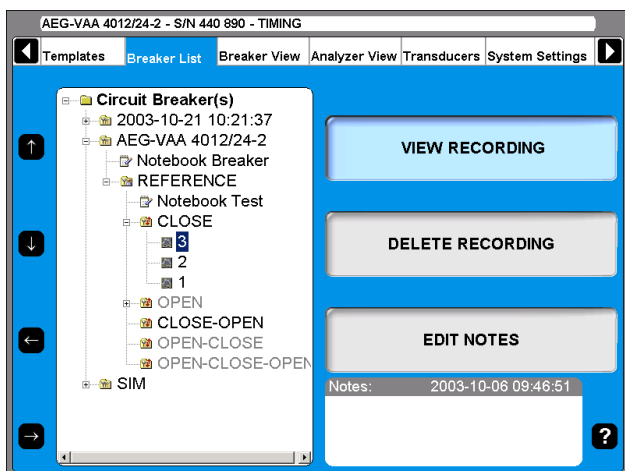 AEG-VAA 4012/24-2 - S/N 440 890 - TIMING
Templates Breaker List Breaker View Analyzer View Transducers System Settings
Circuit Breaker(s)
2003-10-21 10:21:37
AEG-VAA 4012/24-2
Notebook Breaker
REFERENCE
Notebook Test
CLOSE
3
2
1
OPEN
CLOSE-OPEN
OPEN-CLOSE
OPEN-CLOSE-OPEN
SIM
VIEW RECORDING
DELETE RECORDING
EDIT NOTES
Notes: 2003-10-06 09:46:51
?